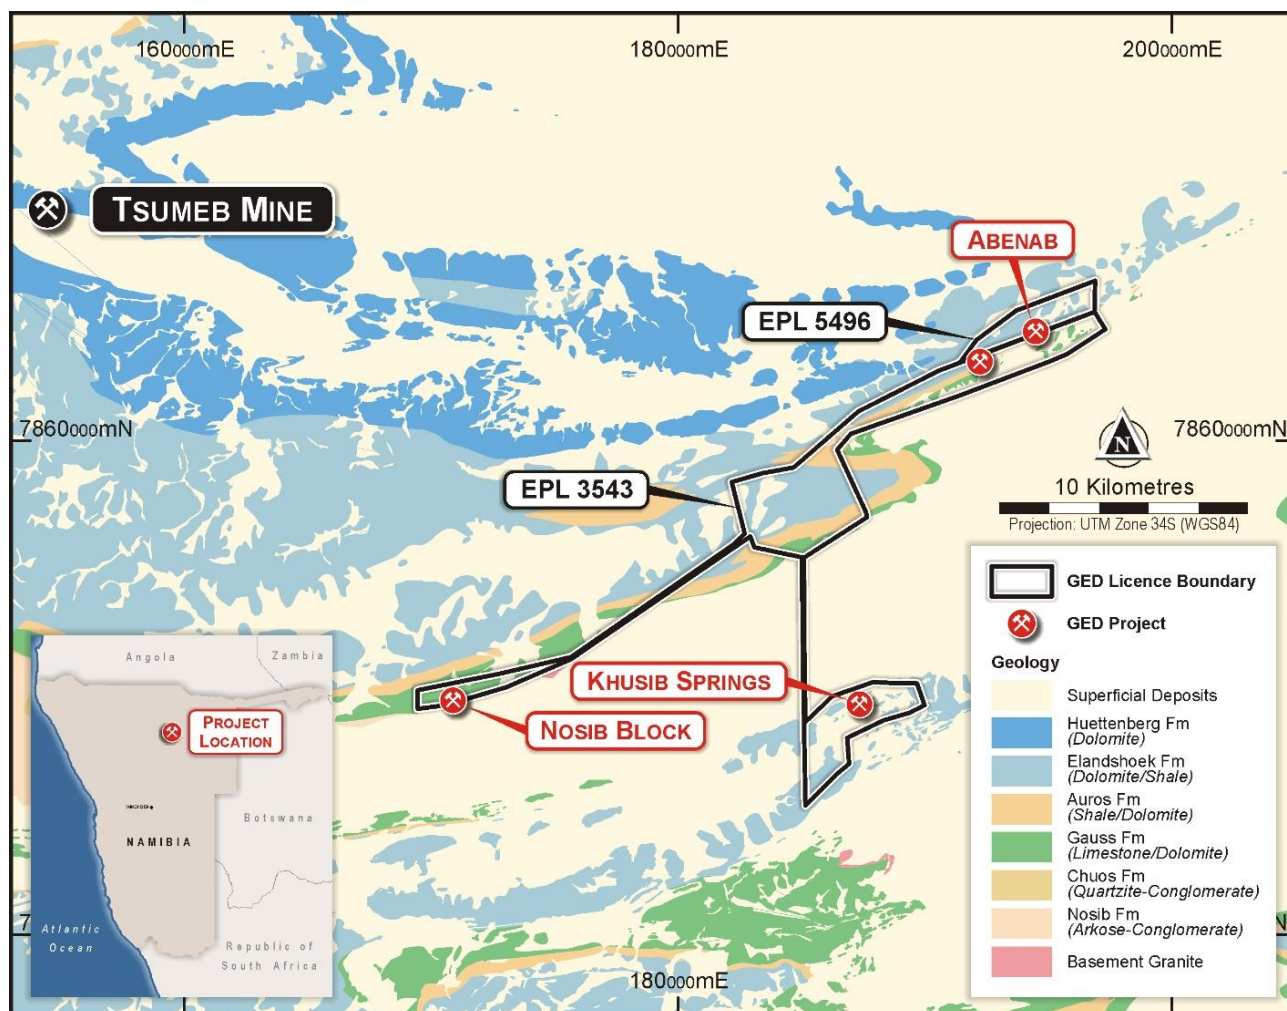 160000mE
180000mE
200000mE
TSUMEB MINE
ABENAB
EPL 5496
7860000mN
7860000mN
N
EPL 3543
10 Kilometres
Projection: UTM Zone 34S (WGS84)
KHUSIB SPRINGS
NOSIB BLOCK
GED Licence Boundary
GED Project
Geology
Superficial Deposits
Huettenberg Fm
(Dolomite)
Elandshoek Fm
(Dolomite/Shale)
Auros Fm
(Shale/Dolomite)
Gauss Fm
(Limestone/Dolomite)
Chuos Fm
(Quartzite-Conglomerate)
Nosib Fm
(Arkose-Conglomerate)
Basement Granite
Angola
Zambia
PROJECT
LOCATION
NAMIBIA
Botswana
Atlantic
Ocean
Republic of
South Africa
7
N
180000mE